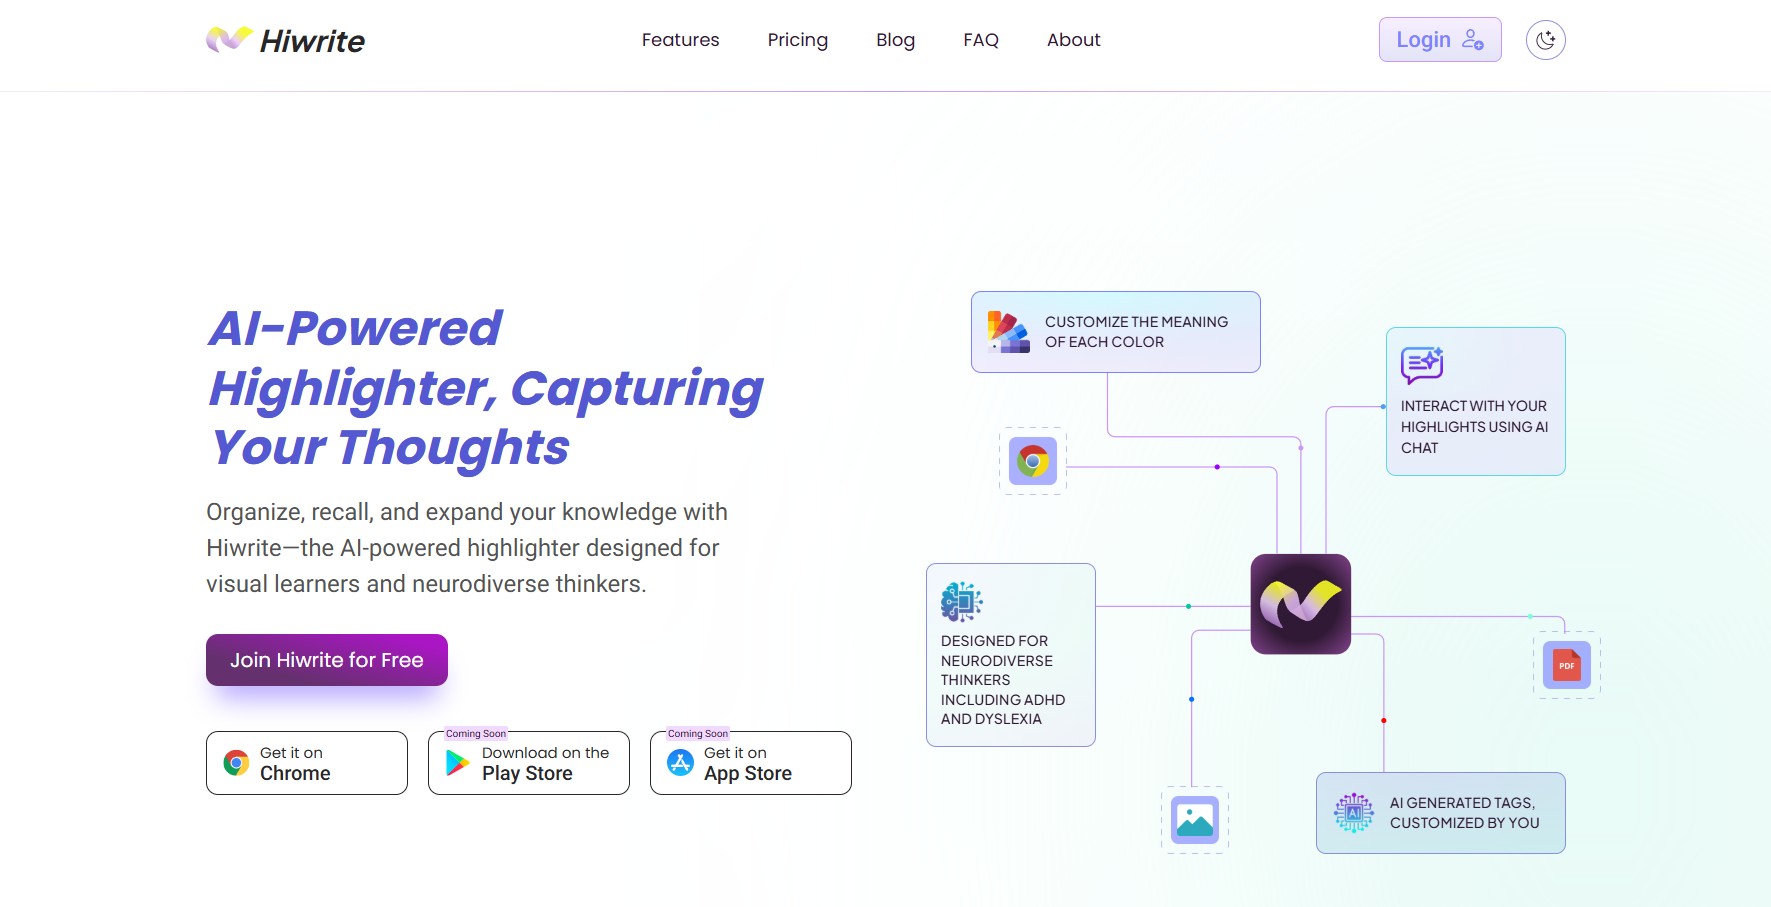 Hiwrite
Features
Pricing
Blog
FAQ
About
Login
AI-Powered
Highlighter, Capturing
Your Thoughts
Organize, recall, and expand your knowledge with
Hiwrite—the AI-powered highlighter designed for
visual learners and neurodiverse thinkers.
Join Hiwrite for Free
Get it on
Chrome
Coming Soon
Download on the
Play Store
Coming Soon
Get it on
App Store
CUSTOMIZE THE MEANING
OF EACH COLOR
INTERACT WITH YOUR
HIGHLIGHTS USING AI
CHAT
DESIGNED FOR
NEURODIVERSE
THINKERS
INCLUDING ADHD
AND DYSLEXIA
PDF
AI
AI GENERATED TAGS,
CUSTOMIZED BY YOU